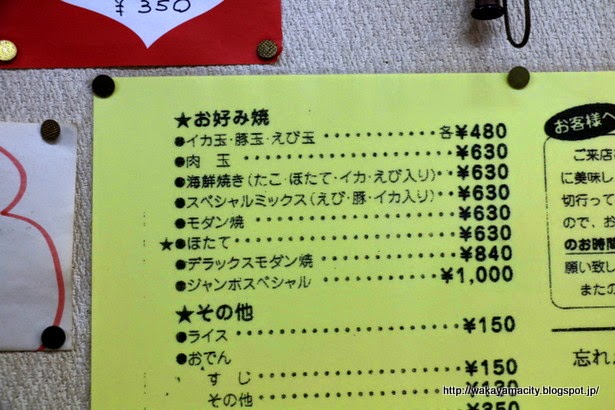 ¥350
★お好み焼
●イカ玉・豚玉・えび玉 ………… 各¥480
●肉 玉 ………… ¥630
●海鮮焼き(たこ・ほたて・イカ・えび入り) … ¥630
●スペシャルミックス(えび・豚・イカ入り) … ¥630
●モダン焼 ………… ¥630
★●ほたて ………… ¥630
●デラックスモダン焼 ………… ¥840
●ジャンボスペシャル ………… ¥1,000
★その他
●ライス ………… ¥150
●おでん
すじ ………… ¥150
その他 ………… ¥130
¥350
お客様へ
ご来店
に美味し
切行って
ので、お
のお時間
願い致し
またの
忘れ
http://wakayamacity.blogspot.jp/